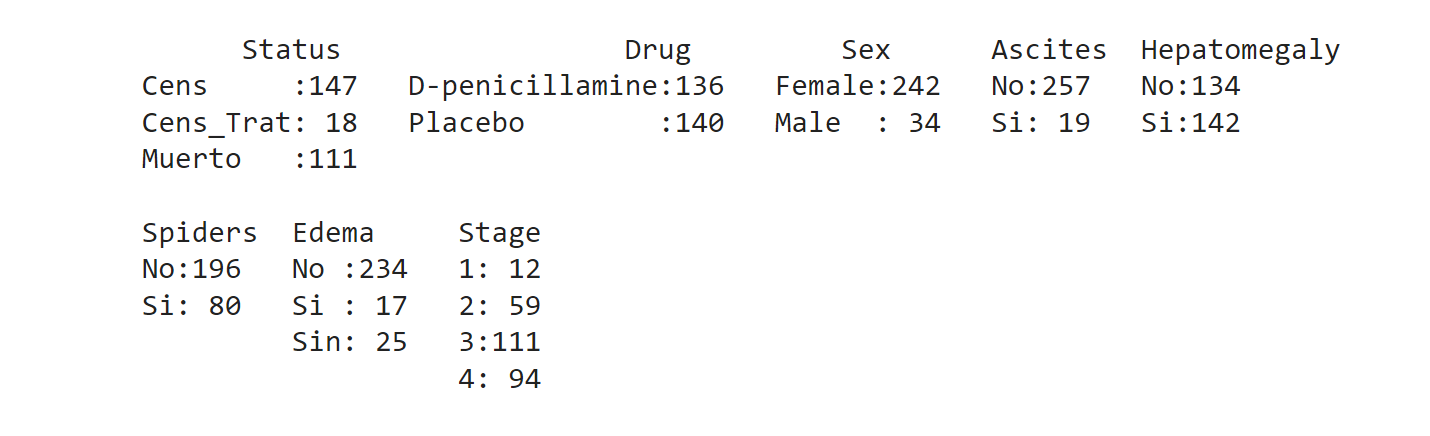 Status                 Drug         Sex      Ascites  Hepatomegaly
Cens     :147   D-penicillamine:136   Female:242   No:257   No:134
Cens_Trat: 18   Placebo        :140   Male  : 34   Si: 19   Si:142
Muerto   :111
Spiders  Edema     Stage
No:196   No :234   1: 12
Si: 80   Si : 17   2: 59
         Sin: 25   3:111
                   4: 94